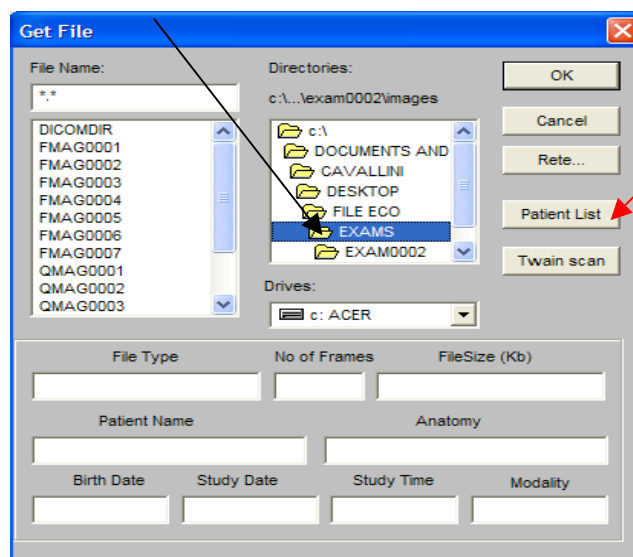 Get File
File Name:
*.*
DICOMDIR
FMAG0001
FMAG0002
FMAG0003
FMAG0004
FMAG0005
FMAG0006
FMAG0007
QMAG0001
QMAG0002
QMAG0003
Directories:
c:\...\exam0002\images
c:\
DOCUMENTS AND
CAVALLINI
DESKTOP
FILE ECO
EXAMS
EXAM0002
Drives:
c: ACER
OK
Cancel
Rete...
Patient List
Twain scan
File Type No of Frames FileSize (Kb)
Patient Name Anatomy
Birth Date Study Date Study Time Modality